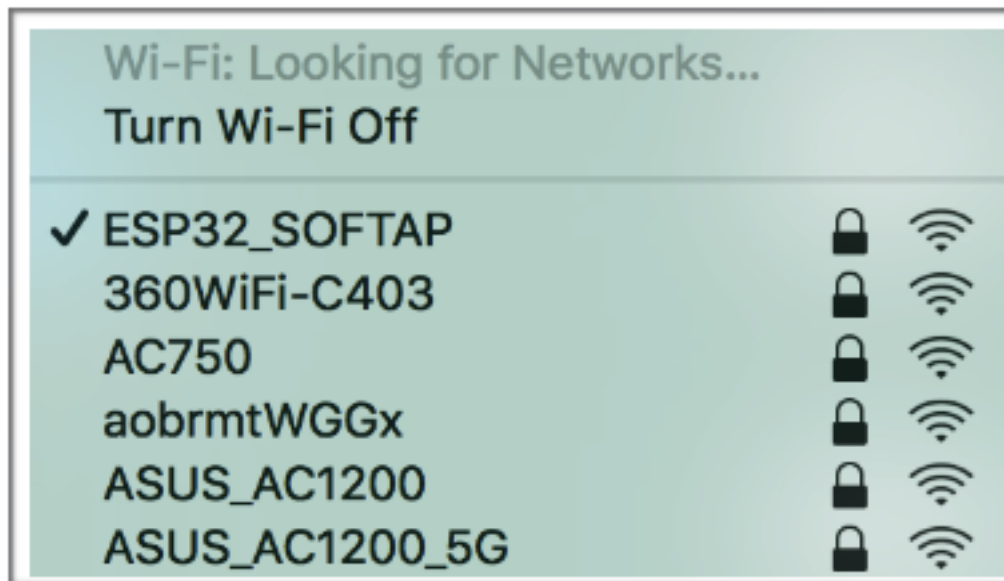 Wi-Fi: Looking for Networks...
Turn Wi-Fi Off
ESP32_SOFTAP
360WiFi-C403
AC750
aobrmtWGGx
ASUS_AC1200
ASUS_AC1200_5G